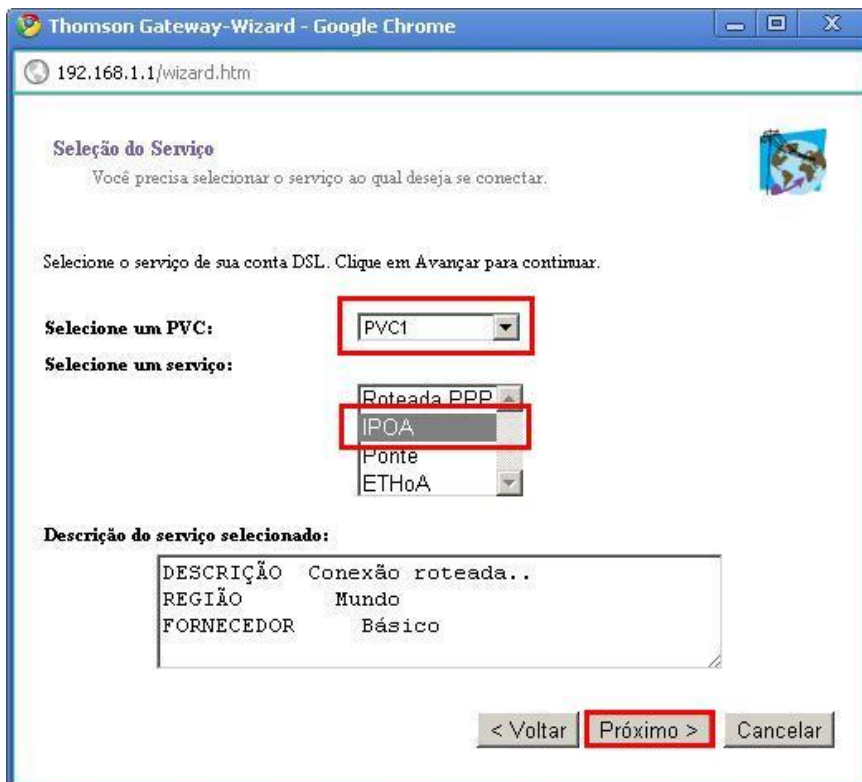 Thomson Gateway-Wizard - Google Chrome
192.168.1.1/wizard.htm
Seleção do Serviço
Você precisa selecionar o serviço ao qual deseja se conectar.
Selecione o serviço de sua conta DSL. Clique em Avançar para continuar.
Selecione um PVC: PVC1
Selecione um serviço:
Roteada PPP
IPOA
Ponte
ETHoA
Descrição do serviço selecionado:
DESCRIÇÃO Conexão roteada..
REGIÃO Mundo
FORNECEDOR Básico
< Voltar Próximo > Cancelar